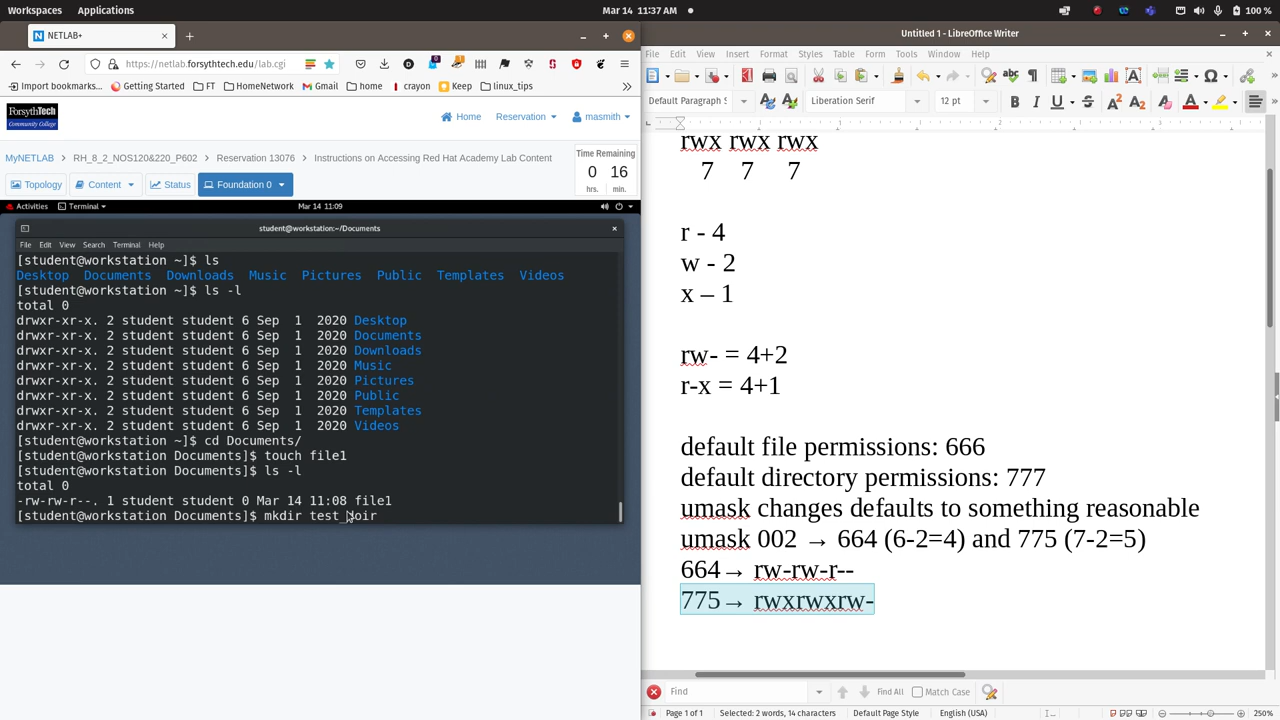 Workspaces Applications Mar 14 11:37 AM 100 %
NETLAB+
https://netlab.forsythtech.edu/lab.cgi
Import bookmarks... Getting Started FT HomeNetwork Gmail home crayon Keep linux_tips
ForsythTech
Community College
Home Reservation masmith
MyNETLAB RH_8_2_NOS120&220_P602 Reservation 13076 Instructions on Accessing Red Hat Academy Lab Content
Time Remaining
0 16
hrs. min.
Topology Content Status Foundation 0
Activities Terminal Mar 14 11:09
student@workstation:~/Documents
File Edit View Search Terminal Help
[student@workstation ~]$ ls
Desktop Documents Downloads Music Pictures Public Templates Videos
[student@workstation ~]$ ls -l
total 0
drwxr-xr-x. 2 student student 6 Sep 1 2020 Desktop
drwxr-xr-x. 2 student student 6 Sep 1 2020 Documents
drwxr-xr-x. 2 student student 6 Sep 1 2020 Downloads
drwxr-xr-x. 2 student student 6 Sep 1 2020 Music
drwxr-xr-x. 2 student student 6 Sep 1 2020 Pictures
drwxr-xr-x. 2 student student 6 Sep 1 2020 Public
drwxr-xr-x. 2 student student 6 Sep 1 2020 Templates
drwxr-xr-x. 2 student student 6 Sep 1 2020 Videos
[student@workstation ~]$ cd Documents/
[student@workstation Documents]$ touch file1
[student@workstation Documents]$ ls -l
total 0
-rw-rw-r--. 1 student student 0 Mar 14 11:08 file1
[student@workstation Documents]$ mkdir
Untitled 1 - LibreOffice Writer
File Edit View Insert Format Styles Table Form Tools Window Help
Default Paragraph S Liberation Serif 12 pt
rwx rwx rwx
7 7 7
r - 4
w - 2
x – 1
rw- = 4+2
r-x = 4+1
default file permissions: 666
default directory permissions: 777
umask changes defaults to something reasonable
umask 002 → 664 (6-2=4) and 775 (7-2=5)
664→ rw-rw-r--
775→ rwxrwxrw-
Find Find All Match Case
Page 1 of 1 Selected: 2 words, 14 characters Default Page Style English (USA) 250%